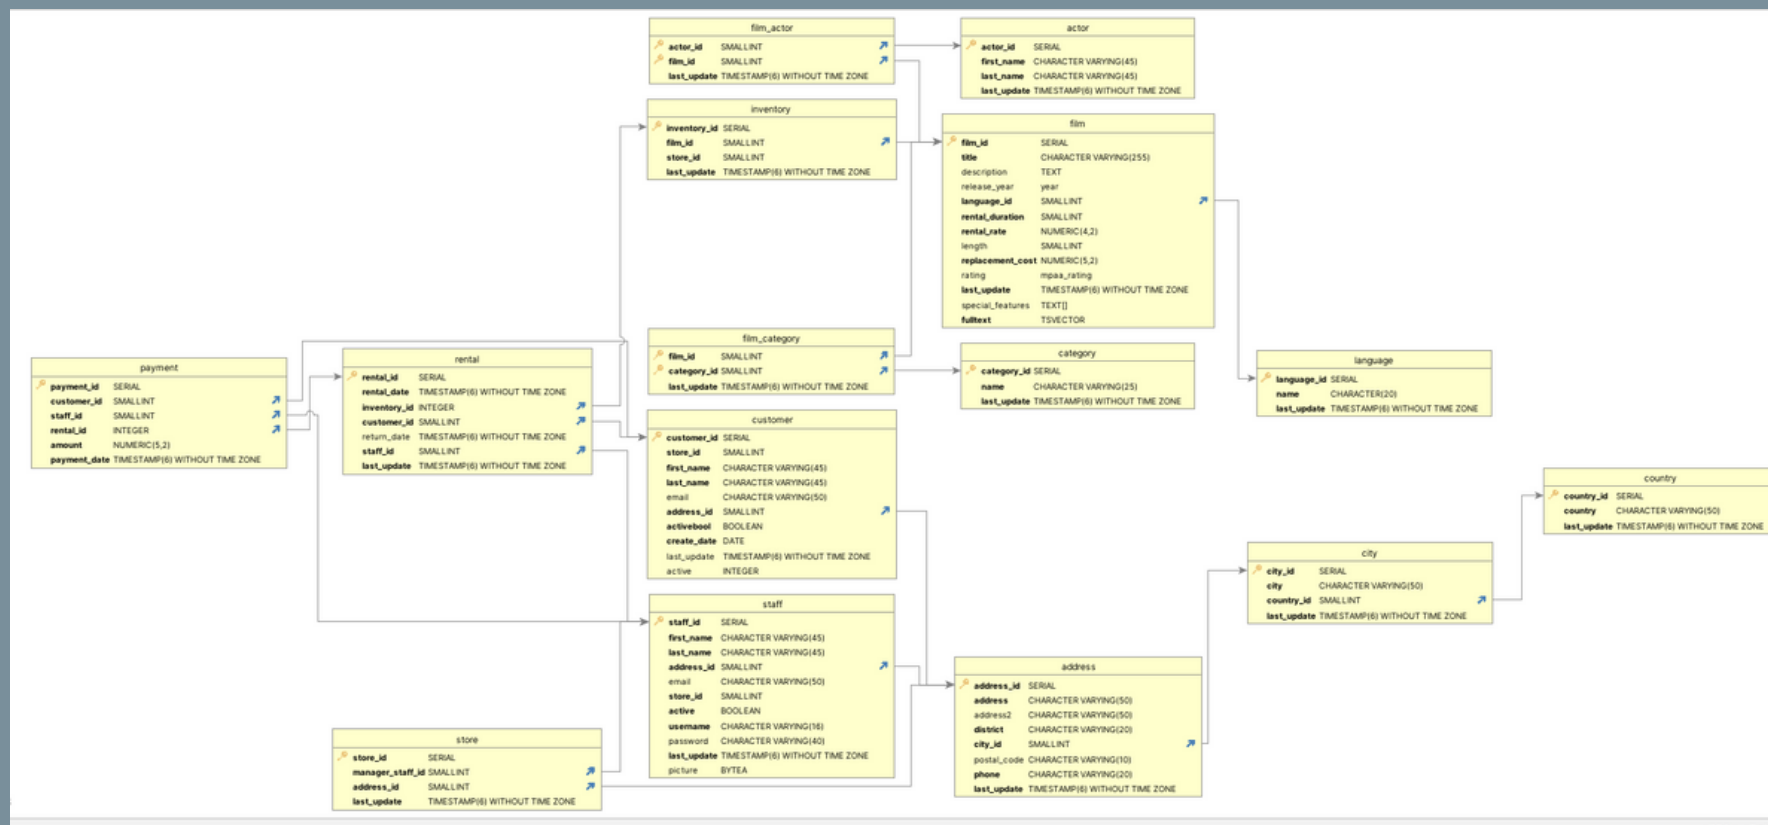 film_actor
actor_id SMALLINT
film_id SMALLINT
last_update TIMESTAMP(6) WITHOUT TIME ZONE
actor
actor_id SERIAL
first_name CHARACTER VARYING(45)
last_name CHARACTER VARYING(45)
last_update TIMESTAMP(6) WITHOUT TIME ZONE
inventory
inventory_id SERIAL
film_id SMALLINT
store_id SMALLINT
last_update TIMESTAMP(6) WITHOUT TIME ZONE
film
film_id SERIAL
title CHARACTER VARYING(255)
description TEXT
release_year year
language_id SMALLINT
rental_duration SMALLINT
rental_rate NUMERIC(4,2)
length SMALLINT
replacement_cost NUMERIC(5,2)
rating mpaa_rating
last_update TIMESTAMP(6) WITHOUT TIME ZONE
special_features TEXT[]
fulltext TSVECTOR
payment
payment_id SERIAL
customer_id SMALLINT
staff_id SMALLINT
rental_id INTEGER
amount NUMERIC(5,2)
payment_date TIMESTAMP(6) WITHOUT TIME ZONE
rental
rental_id SERIAL
rental_date TIMESTAMP(6) WITHOUT TIME ZONE
inventory_id INTEGER
customer_id SMALLINT
return_date TIMESTAMP(6) WITHOUT TIME ZONE
staff_id SMALLINT
last_update TIMESTAMP(6) WITHOUT TIME ZONE
film_category
film_id SMALLINT
category_id SMALLINT
last_update TIMESTAMP(6) WITHOUT TIME ZONE
category
category_id SERIAL
name CHARACTER VARYING(25)
last_update TIMESTAMP(6) WITHOUT TIME ZONE
language
language_id SERIAL
name CHARACTER(20)
last_update TIMESTAMP(6) WITHOUT TIME ZONE
customer
customer_id SERIAL
store_id SMALLINT
first_name CHARACTER VARYING(45)
last_name CHARACTER VARYING(45)
email CHARACTER VARYING(50)
address_id SMALLINT
activebool BOOLEAN
create_date DATE
last_update TIMESTAMP(6) WITHOUT TIME ZONE
active INTEGER
country
country_id SERIAL
country CHARACTER VARYING(50)
last_update TIMESTAMP(6) WITHOUT TIME ZONE
city
city_id SERIAL
city CHARACTER VARYING(50)
country_id SMALLINT
last_update TIMESTAMP(6) WITHOUT TIME ZONE
staff
staff_id SERIAL
first_name CHARACTER VARYING(45)
last_name CHARACTER VARYING(45)
address_id SMALLINT
email CHARACTER VARYING(50)
store_id SMALLINT
active BOOLEAN
username CHARACTER VARYING(16)
password CHARACTER VARYING(40)
last_update TIMESTAMP(6) WITHOUT TIME ZONE
picture BYTEA
address
address_id SERIAL
address CHARACTER VARYING(50)
address2 CHARACTER VARYING(50)
district CHARACTER VARYING(20)
city_id SMALLINT
postal_code CHARACTER VARYING(10)
phone CHARACTER VARYING(20)
last_update TIMESTAMP(6) WITHOUT TIME ZONE
store
store_id SERIAL
manager_staff_id SMALLINT
address_id SMALLINT
last_update TIMESTAMP(6) WITHOUT TIME ZONE